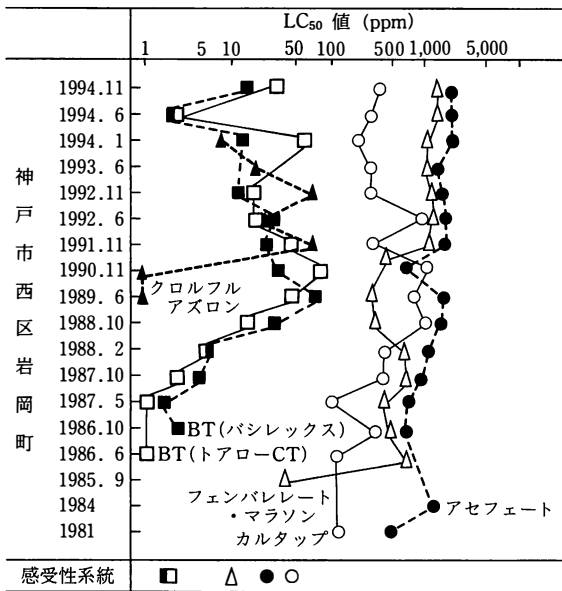 LC50 値 (ppm)
1 5 10 50 100 500 1,000 5,000
神戸市西区岩岡町
1994.11
1994. 6
1994. 1
1993. 6
1992.11
1992. 6
1991.11
1990.11
1989. 6
1988.10
1988. 2
1987.10
1987. 5
1986.10
1986. 6
1985. 9
1984
1981
クロルフル
アズロン
BT(バシレックス)
BT(トアローCT)
フェンバレレート
・マラソン
カルタップ
アセフェート
感受性系統